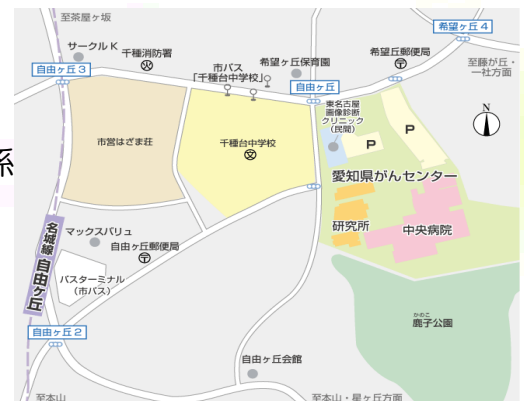 至茶屋ヶ坂
サークルK
千種消防署
市バス
「千種台中学校」
希望ヶ丘保育園
希望ヶ丘4
希望丘郵便局
自由ヶ丘3
自由ヶ丘
至藤が丘・
一社方面
東名古屋
画像診断
クリニック
(民間)
P
P
N
市営はざま荘
千種台中学校
愛知県がんセンター
係
研究所
中央病院
マックスバリュ
自由ヶ丘郵便局
名城線 自由ヶ丘
バスターミナル
(市バス)
かのこ
鹿子公園
自由ヶ丘2
自由ヶ丘会館
至本山
至本山・星ヶ丘方面